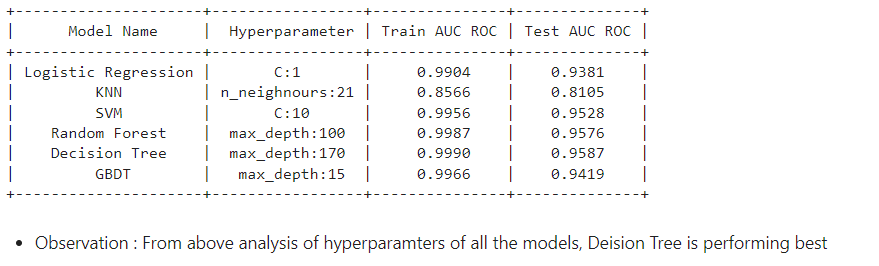 +--------------------+-----------------+---------------+--------------+
|     Model Name     |  Hyperparameter | Train AUC ROC | Test AUC ROC |
+--------------------+-----------------+---------------+--------------+
| Logistic Regression |       C:1       |     0.9904    |    0.9381    |
|        KNN         | n_neighnours:21 |     0.8566    |    0.8105    |
|        SVM         |       C:10      |     0.9956    |    0.9528    |
|   Random Forest    |  max_depth:100  |     0.9987    |    0.9576    |
|   Decision Tree    |  max_depth:170  |     0.9990    |    0.9587    |
|        GBDT        |   max_depth:15  |     0.9966    |    0.9419    |
+--------------------+-----------------+---------------+--------------+
• Observation : From above analysis of hyperparamters of all the models, Deision Tree is performing best